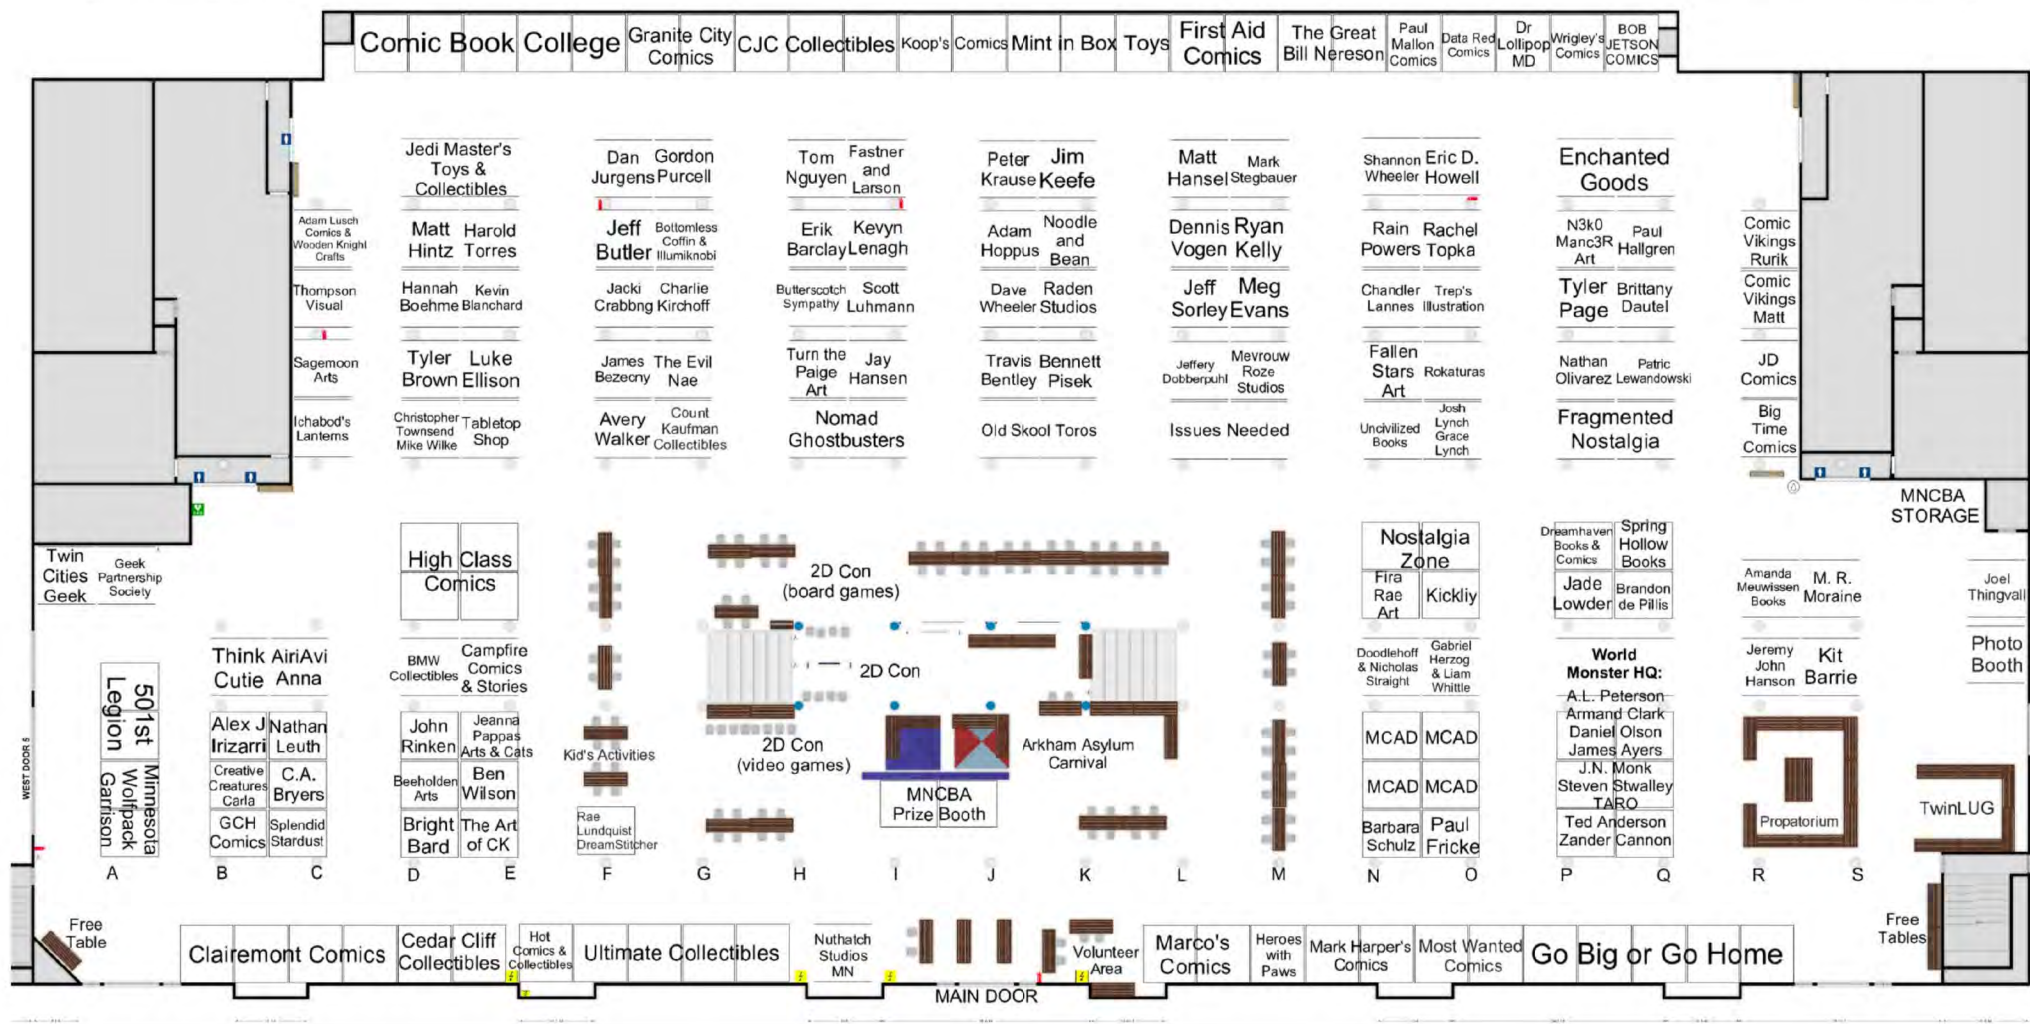 Comic Book College
Granite City
Comics
CJC Collectibles
Koop's Comics
Mint in Box Toys
First Aid
Comics
The Great
Bill Nereson
Paul
Mallon
Comics
Data Red
Comics
Dr
Lollipop
MD
Wrigley's
Comics
BOB
JETSON
COMICS
Jedi Master's
Toys &
Collectibles
Dan
Jurgens
Gordon
Purcell
Tom
Nguyen
Fastner
and
Larson
Peter
Krause
Jim
Keefe
Matt
Hansel
Mark
Stegbauer
Shannon
Wheeler
Eric D.
Howell
Enchanted
Goods
Adam Lusch
Comics &
Wooden Knight
Crafts
Matt
Hintz
Harold
Torres
Jeff
Butler
Bottomless
Coffin &
Illumiknobi
Erik
Barclay
Kevyn
Lenagh
Adam
Hoppus
Noodle
and
Bean
Dennis
Vogen
Ryan
Kelly
Rain
Powers
Rachel
Topka
N3k0
Manc3R
Art
Paul
Hallgren
Comic
Vikings
Rurik
Thompson
Visual
Hannah
Boehme
Kevin
Blanchard
Jacki
Crabbng
Charlie
Kirchoff
Butterscotch
Sympathy
Scott
Luhmann
Dave
Wheeler
Raden
Studios
Jeff
Sorley
Meg
Evans
Chandler
Lannes
Trep's
Illustration
Tyler
Page
Brittany
Dautel
Comic
Vikings
Matt
Sagemoon
Arts
Tyler
Brown
Luke
Ellison
James
Bezecny
The Evil
Nae
Turn the
Paige
Art
Jay
Hansen
Travis
Bentley
Bennett
Pisek
Jeffery
Dobberpuhl
Mevrouw
Roze
Studios
Fallen
Stars
Art
Rokaturas
Nathan
Olivarez
Patric
Lewandowski
JD
Comics
Ichabod's
Lanterns
Christopher
Townsend
Mike Wilke
Tabletop
Shop
Avery
Walker
Count
Kaufman
Collectibles
Nomad
Ghostbusters
Old Skool Toros
Issues Needed
Uncivilized
Books
Josh
Lynch
Grace
Lynch
Fragmented
Nostalgia
Big
Time
Comics
MNCBA
STORAGE
Twin
Cities
Geek
Geek
Partnership
Society
High Class
Comics
2D Con
(board games)
Nostalgia
Zone
Fira
Rae
Art
Kickliy
Dreamhaven
Books &
Comics
Spring
Hollow
Books
Jade
Lowder
Brandon
de Pillis
Amanda
Meuwissen
Books
M. R.
Moraine
Joel
Thingvall
501st
Legion
Think
Cutie
AiriAvi
Anna
BMW
Collectibles
Campfire
Comics
& Stories
2D Con
Doodlehoff
& Nicholas
Straight
Gabriel
Herzog
& Liam
Whittle
World
Monster HQ:
A.L. Peterson
Armand Clark
Daniel Olson
James Ayers
J.N. Monk
Steven Stwalley
TARO
Ted Anderson
Zander Cannon
Jeremy
John
Hanson
Kit
Barrie
Photo
Booth
WEST DOOR 5
Minnesota
Wolfpack
Garrison
Alex J
Irizarri
Nathan
Leuth
John
Rinken
Jeanna
Pappas
Arts & Cats
Kid's Activities
2D Con
(video games)
Arkham Asylum
Carnival
MCAD
MCAD
Creative
Creatures
Carla
C.A.
Bryers
Beeholden
Arts
Ben
Wilson
MNCBA
Prize Booth
MCAD
MCAD
GCH
Comics
Splendid
Stardust
Bright
Bard
The Art
of CK
Rae
Lundquist
DreamStitcher
Barbara
Schulz
Paul
Fricke
Propatorium
TwinLUG
A B C D E F G H I J K L M N O P Q R S
Free
Table
Clairemont Comics
Cedar Cliff
Collectibles
Hot
Comics &
Collectibles
Ultimate Collectibles
Nuthatch
Studios
MN
Volunteer
Area
Marco's
Comics
Heroes
with
Paws
Mark Harper's
Comics
Most Wanted
Comics
Go Big or Go Home
Free
Tables
MAIN DOOR